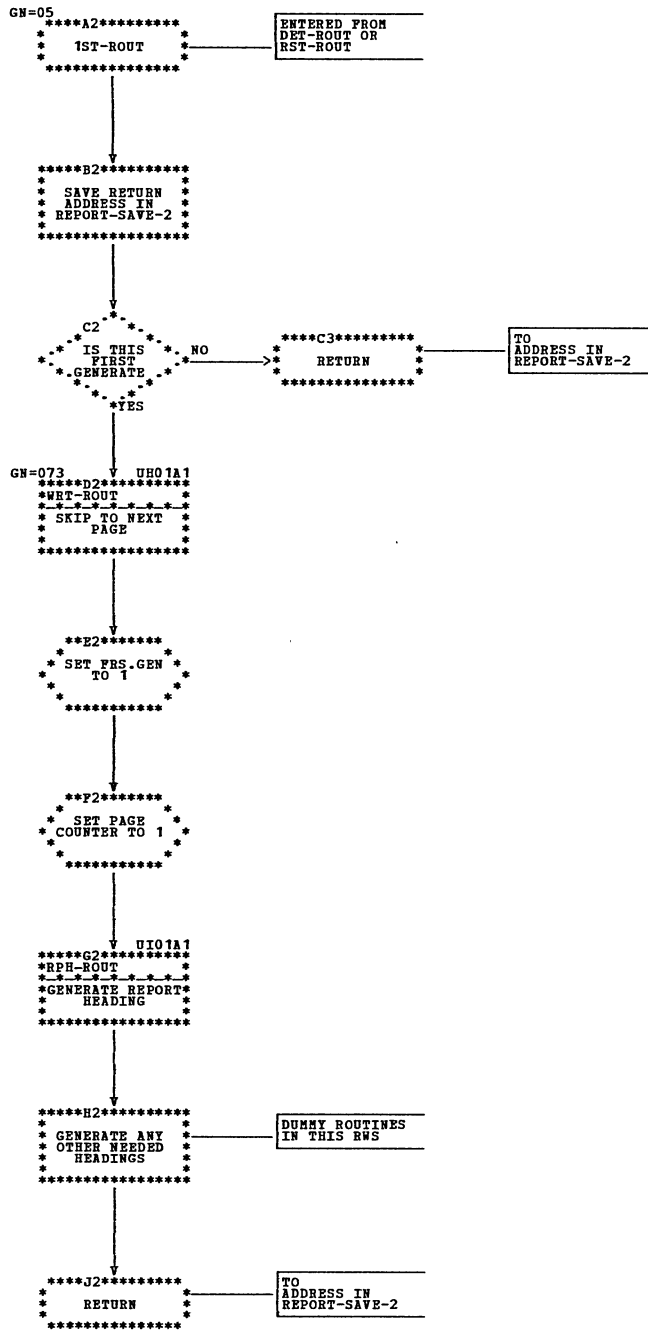 GN=05
A2
1ST-ROUT
ENTERED FROM
DET-ROUT OR
RST-ROUT
B2
SAVE RETURN
ADDRESS IN
REPORT-SAVE-2
C2
IS THIS
FIRST
GENERATE
NO
YES
C3
RETURN
TO
ADDRESS IN
REPORT-SAVE-2
GN=073
UH01A1
D2
WRT-ROUT
SKIP TO NEXT
PAGE
E2
SET FRS.GEN
TO 1
F2
SET PAGE
COUNTER TO 1
UI01A1
G2
RPH-ROUT
GENERATE REPORT
HEADING
H2
GENERATE ANY
OTHER NEEDED
HEADINGS
DUMMY ROUTINES
IN THIS RWS
J2
RETURN
TO
ADDRESS IN
REPORT-SAVE-2